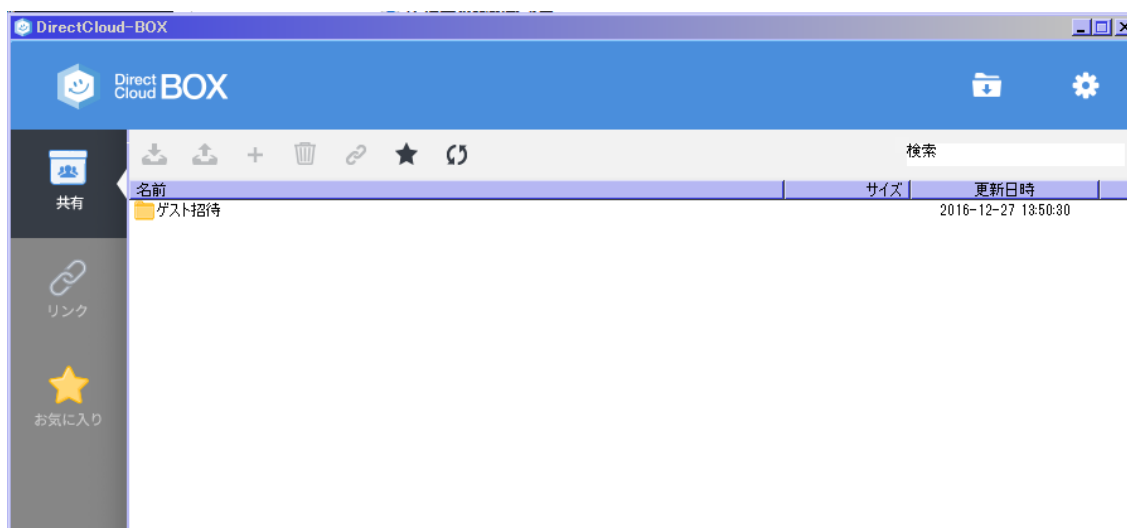 DirectCloud-BOX
Direct Cloud BOX
検索
共有
名前 サイズ 更新日時
ゲスト招待 2016-12-27 13:50:30
リンク
お気に入り